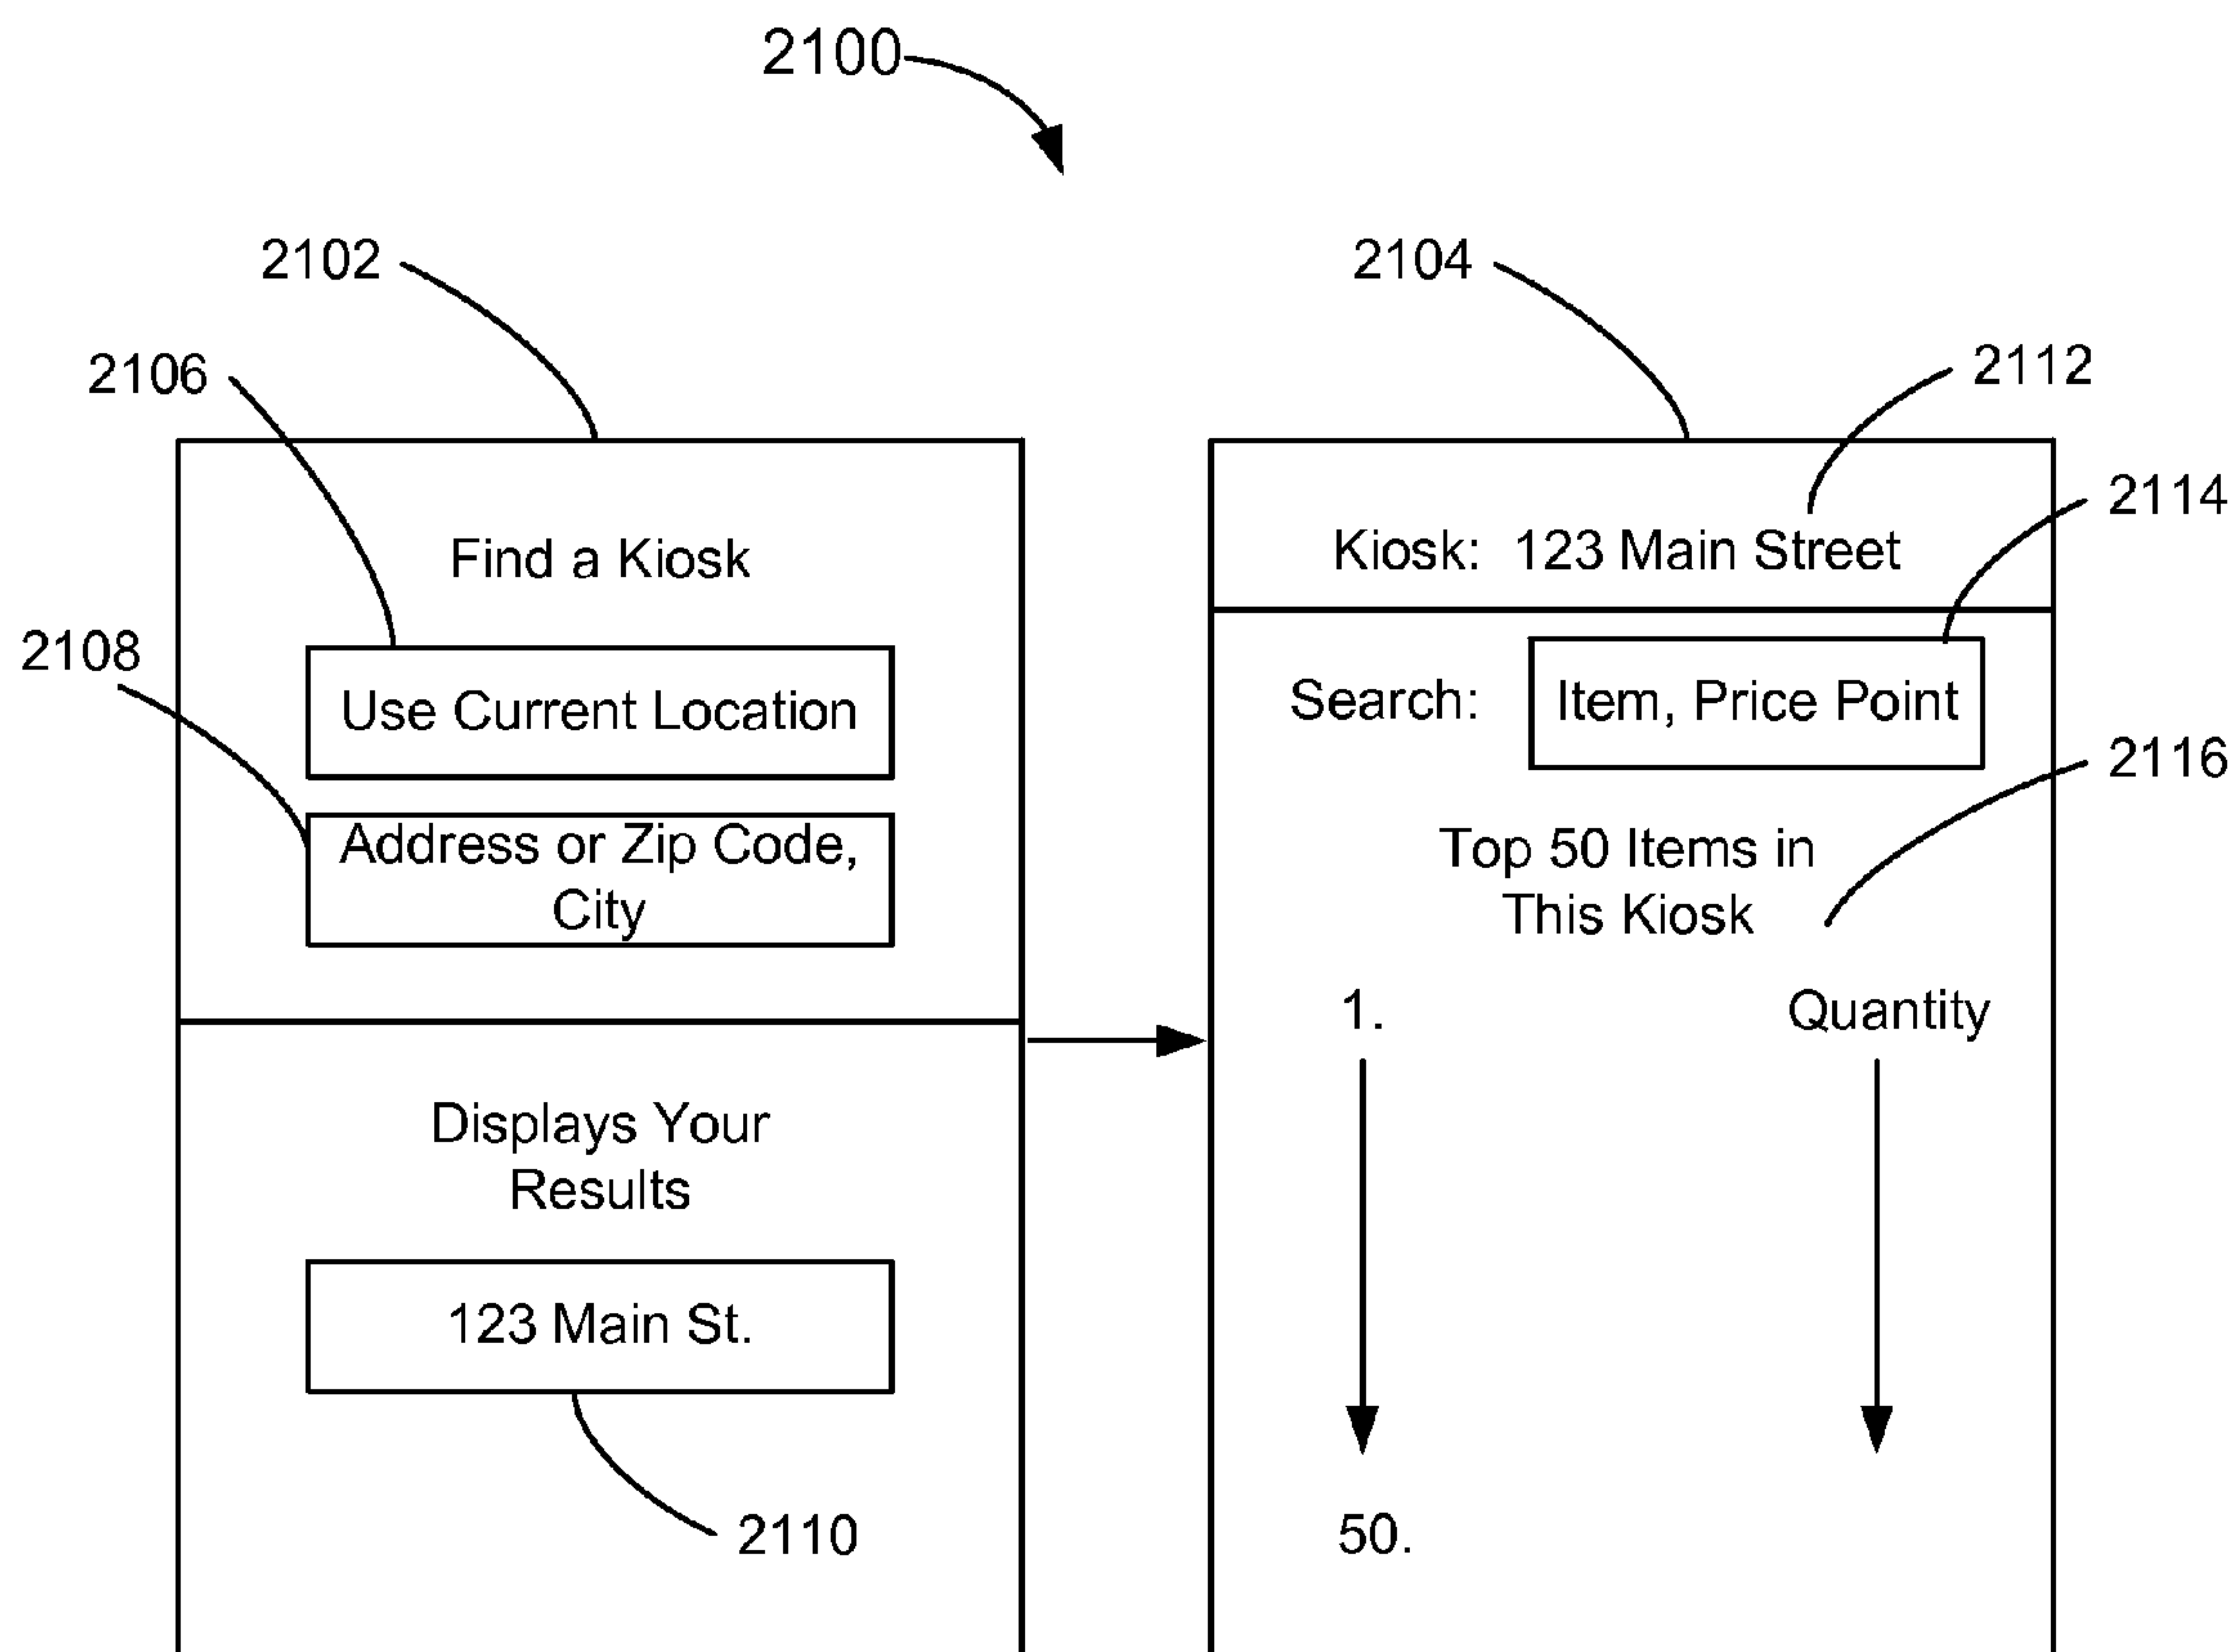 2100
2102
2104
2106
2112
2114
Find a Kiosk
Kiosk: 123 Main Street
2108
Use Current Location
Search:
Item, Price Point
2116
Address or Zip Code,
City
Top 50 Items in
This Kiosk
1.
Quantity
Displays Your
Results
123 Main St.
2110
50.